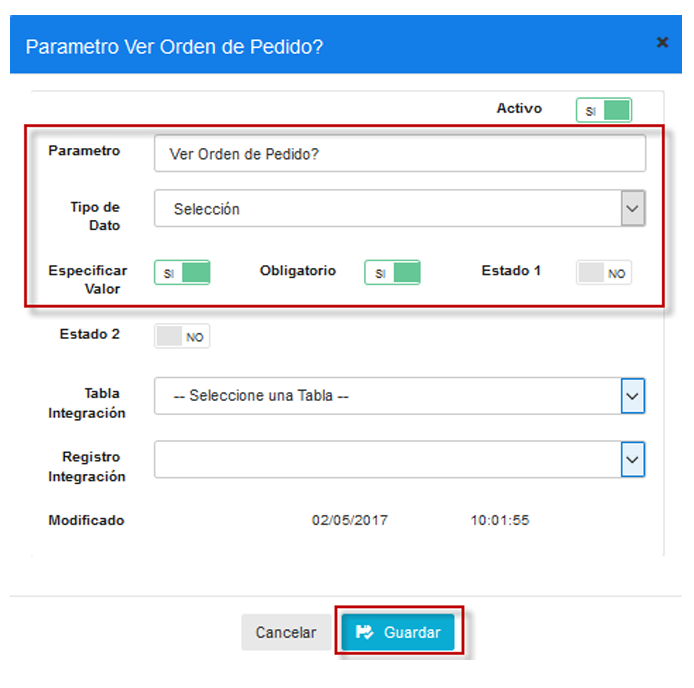 Parametro Ver Orden de Pedido?
Activo SI
Parametro Ver Orden de Pedido?
Tipo de Dato Selección
Especificar Valor SI Obligatorio SI Estado 1 NO
Estado 2 NO
Tabla Integración -- Seleccione una Tabla --
Registro Integración
Modificado 02/05/2017 10:01:55
Cancelar Guardar